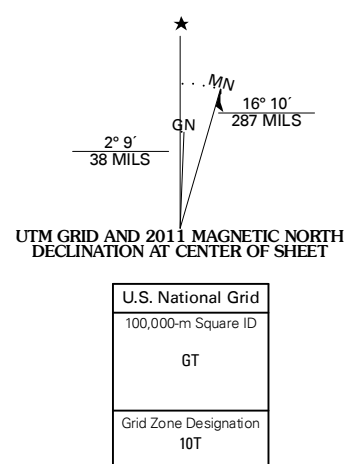 MN
GN
16° 10´
287 MILS
2° 9´
38 MILS
UTM GRID AND 2011 MAGNETIC NORTH
DECLINATION AT CENTER OF SHEET
U.S. National Grid
100,000-m Square ID
GT
Grid Zone Designation
10T